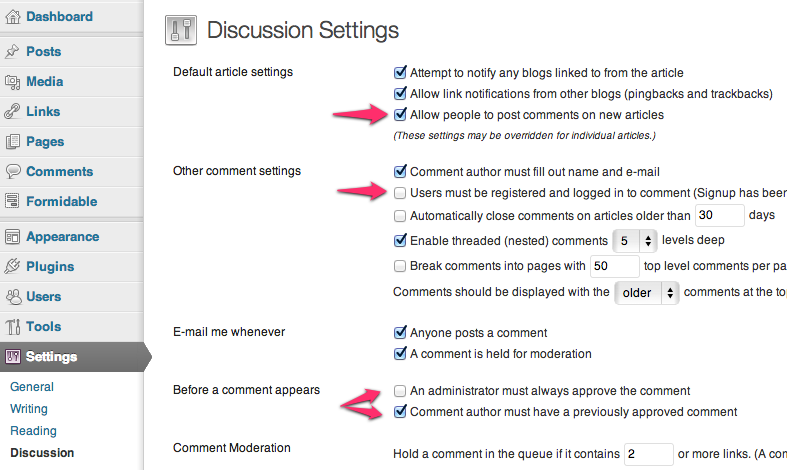 Dashboard
Posts
Media
Links
Pages
Comments
Formidable
Appearance
Plugins
Users
Tools
Settings
General
Writing
Reading
Discussion
Discussion Settings
Default article settings
Attempt to notify any blogs linked to from the article
Allow link notifications from other blogs (pingbacks and trackbacks)
Allow people to post comments on new articles
(These settings may be overridden for individual articles.)
Other comment settings
Comment author must fill out name and e-mail
Users must be registered and logged in to comment (Signup has been
Automatically close comments on articles older than 30 days
Enable threaded (nested) comments 5 levels deep
Break comments into pages with 50 top level comments per pa
Comments should be displayed with the older comments at the top
E-mail me whenever
Anyone posts a comment
A comment is held for moderation
Before a comment appears
An administrator must always approve the comment
Comment author must have a previously approved comment
Comment Moderation
Hold a comment in the queue if it contains 2 or more links. (A com